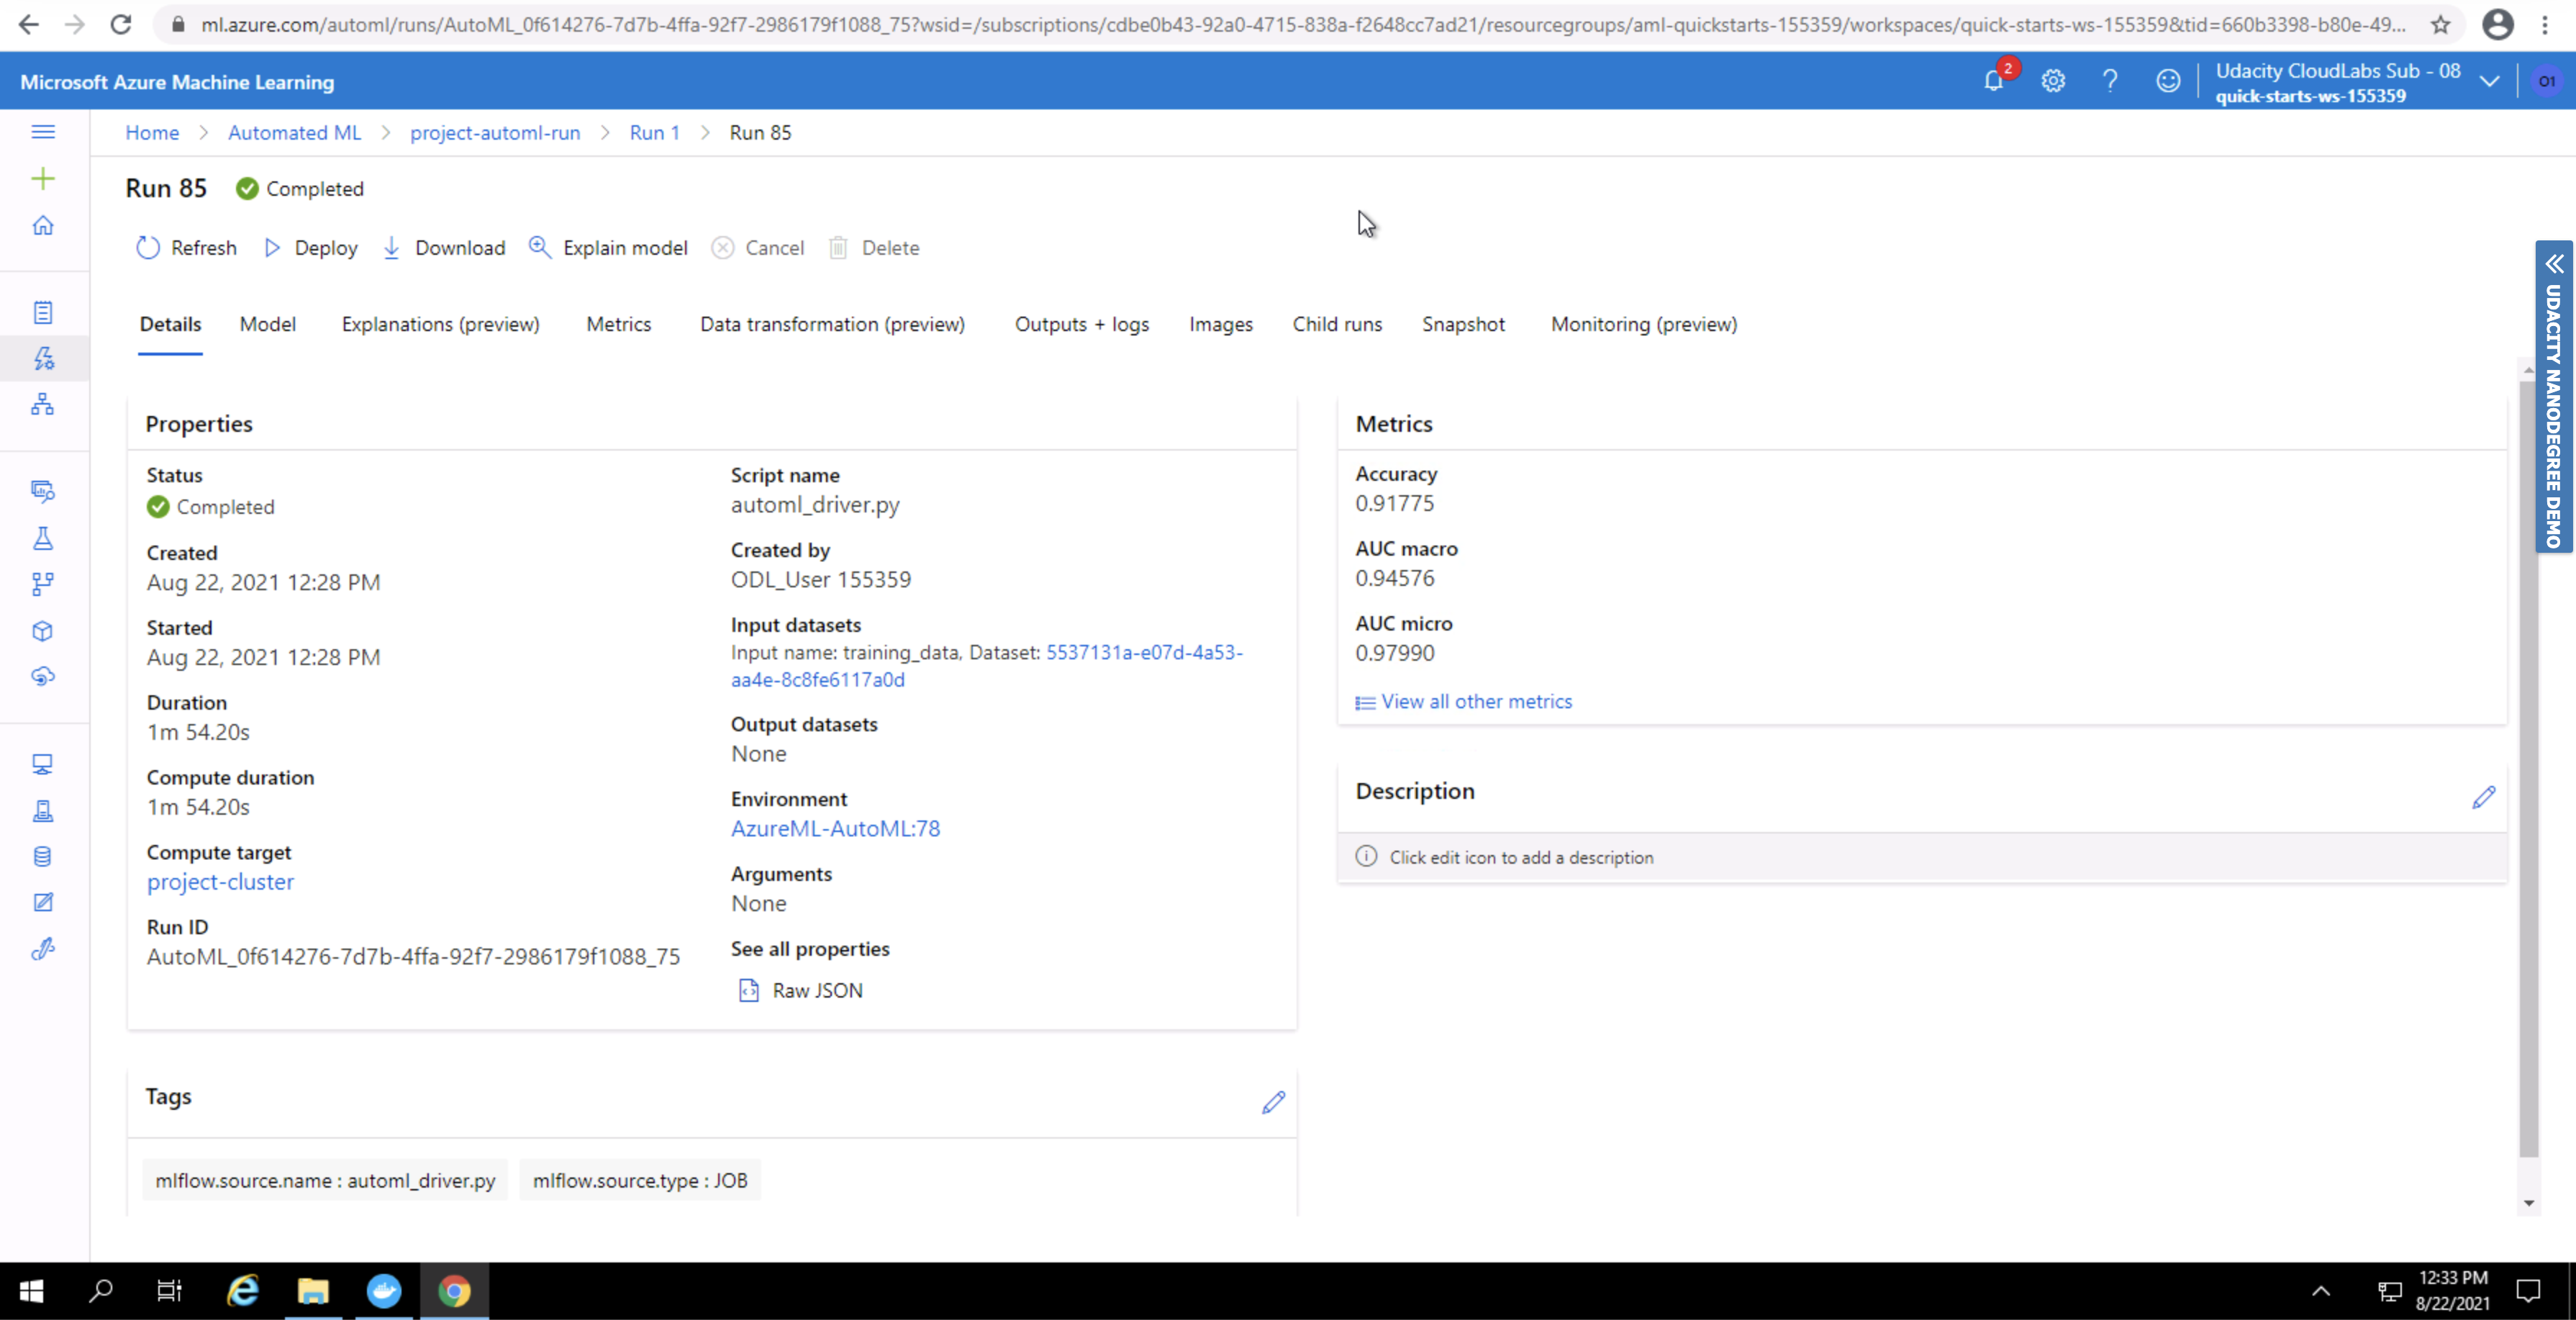 ml.azure.com/automl/runs/AutoML_0f614276-7d7b-4ffa-92f7-2986179f1088_75?wsid=/subscriptions/cdbe0b43-92a0-4715-838a-f2648cc7ad21/resourcegroups/aml-quickstarts-155359/workspaces/quick-starts-ws-155359&tid=660b3398-b80e-49...
Microsoft Azure Machine Learning
2
Udacity CloudLabs Sub - 08
quick-starts-ws-155359
O1
Home > Automated ML > project-automl-run > Run 1 > Run 85
Run 85 Completed
Refresh Deploy Download Explain model Cancel Delete
Details Model Explanations (preview) Metrics Data transformation (preview) Outputs + logs Images Child runs Snapshot Monitoring (preview)
UDACITY NANODEGREE DEMO
Properties
Status
Completed
Created
Aug 22, 2021 12:28 PM
Started
Aug 22, 2021 12:28 PM
Duration
1m 54.20s
Compute duration
1m 54.20s
Compute target
project-cluster
Run ID
AutoML_0f614276-7d7b-4ffa-92f7-2986179f1088_75
Script name
automl_driver.py
Created by
ODL_User 155359
Input datasets
Input name: training_data, Dataset: 5537131a-e07d-4a53-
aa4e-8c8fe6117a0d
Output datasets
None
Environment
AzureML-AutoML:78
Arguments
None
See all properties
Raw JSON
Metrics
Accuracy
0.91775
AUC macro
0.94576
AUC micro
0.97990
View all other metrics
Description
Click edit icon to add a description
Tags
mlflow.source.name : automl_driver.py mlflow.source.type : JOB
12:33 PM
8/22/2021